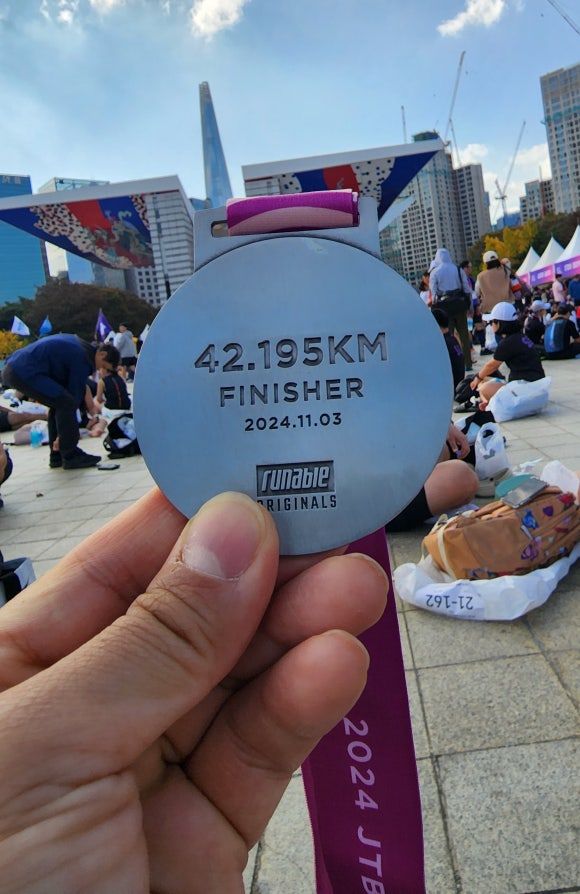 42.195KM
FINISHER
2024.11.03
runable
ORIGINALS
21-162
2024 JTB